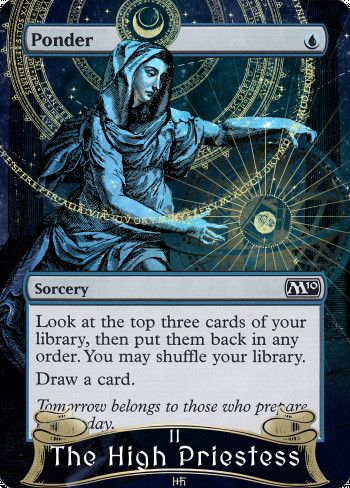 Ponder
Sorcery
M10
Look at the top three cards of your
library, then put them back in any
order. You may shuffle your library.
Draw a card.
Tomorrow belongs to those who prepare
day.
II
The High Priestess